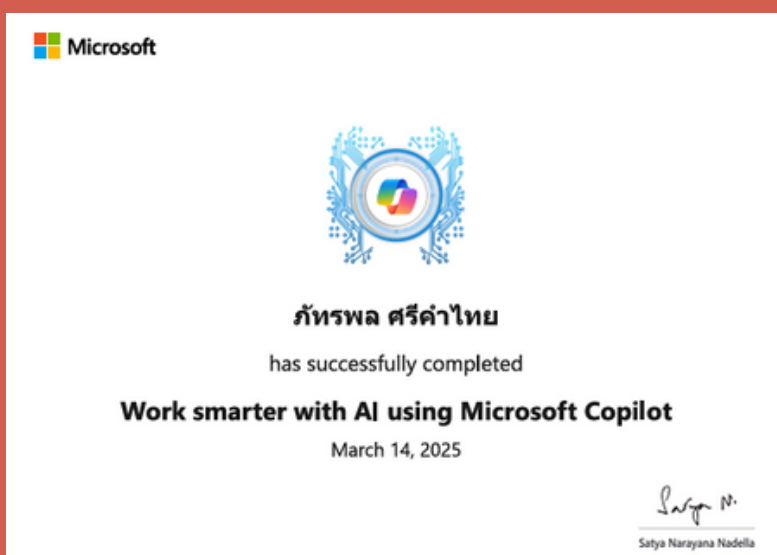 Microsoft
ภัทรพล ศรีคำไทย
has successfully completed
Work smarter with AI using Microsoft Copilot
March 14, 2025
Satya N.
Satya Narayana Nadella